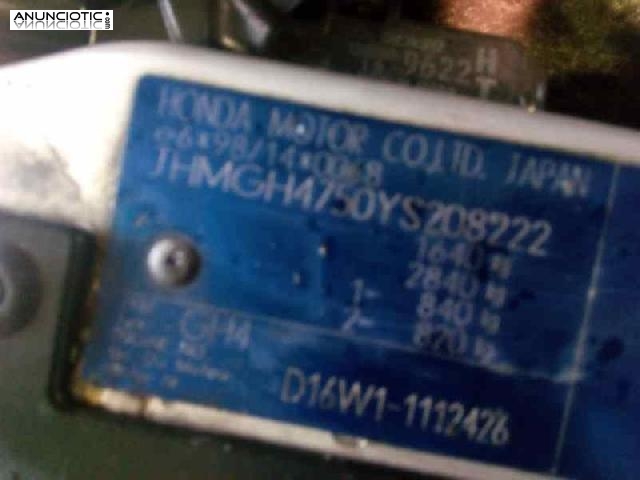 ANUNCIOTIC.com
9622 H
T
HONDA MOTOR CO.,LTD. JAPAN
e6*98/14*0068
JHMGH4750YS208222
1640 kg
2840 kg
1- 840 kg
2- 820 kg
GH4
D16W1-1112426